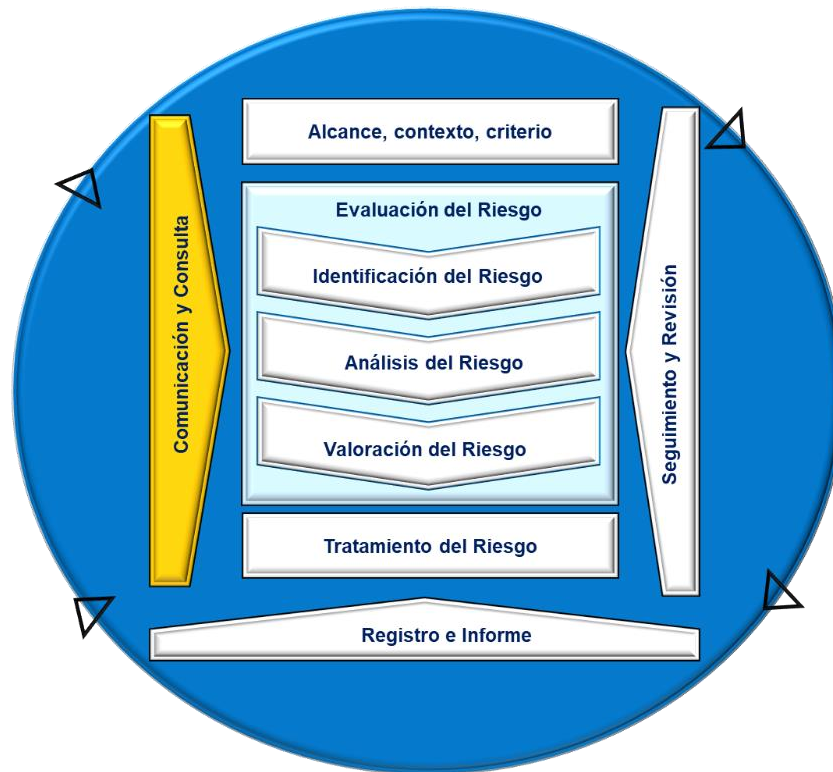 Alcance, contexto, criterio
Comunicación y Consulta
Evaluación del Riesgo
Identificación del Riesgo
Análisis del Riesgo
Valoración del Riesgo
Seguimiento y Revisión
Tratamiento del Riesgo
Registro e Informe